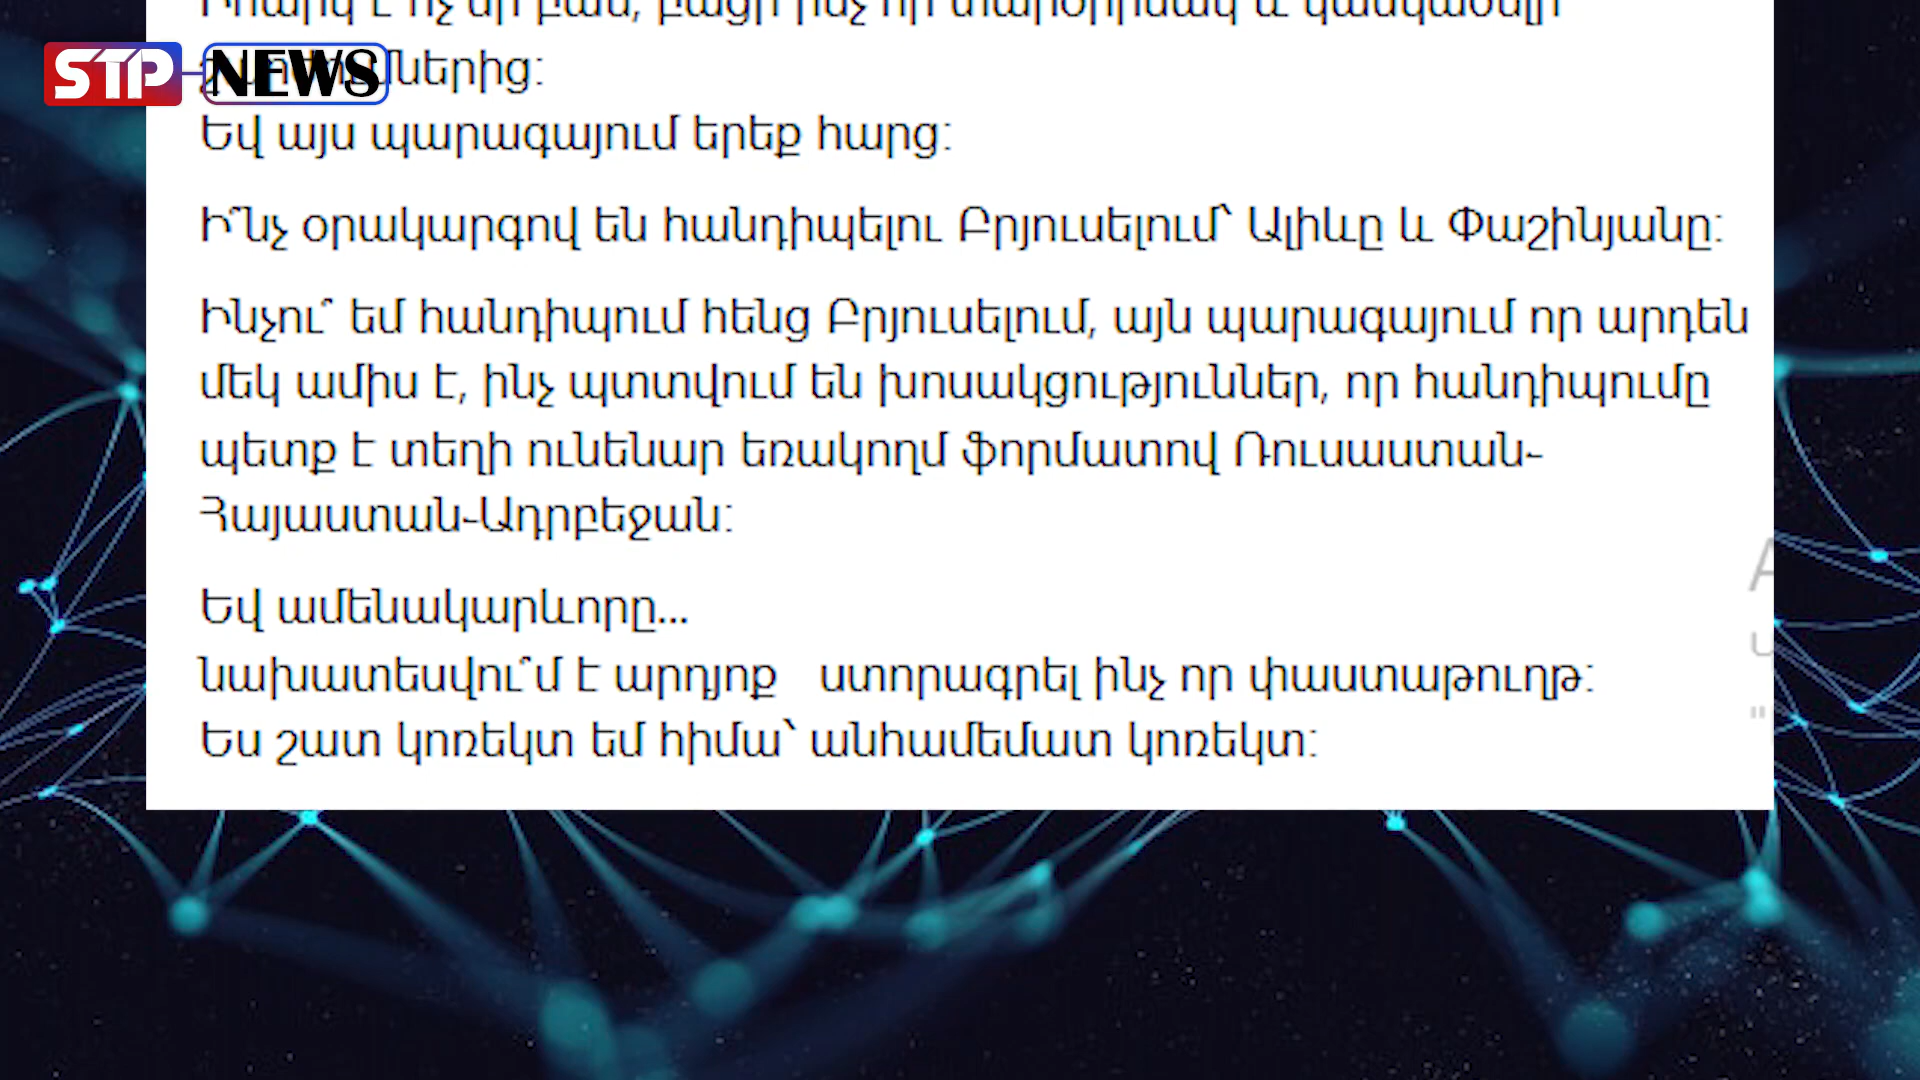 STP NEWS
Եվ այս պարագայում երեք հարց։
Ի՞նչ օրակարգով են հանդիպելու Բրյուսելում՝ Ալիևը և Փաշինյանը։
Ինչու՞ եմ հանդիպում հենց Բրյուսելում, այն պարագայում որ արդեն
մեկ ամիս է, ինչ պտտվում են խոսակցություններ, որ հանդիպումը
պետք է տեղի ունենար եռակողմ ֆորմատով Ռուսաստան֊
Հայաստան֊Ադրբեջան։
Եվ ամենակարևորը...
նախատեսվու՞մ է արդյոք ստորագրել ինչ որ փաստաթուղթ։
Ես շատ կոռեկտ եմ հիմա՝ անհամեմատ կոռեկտ։